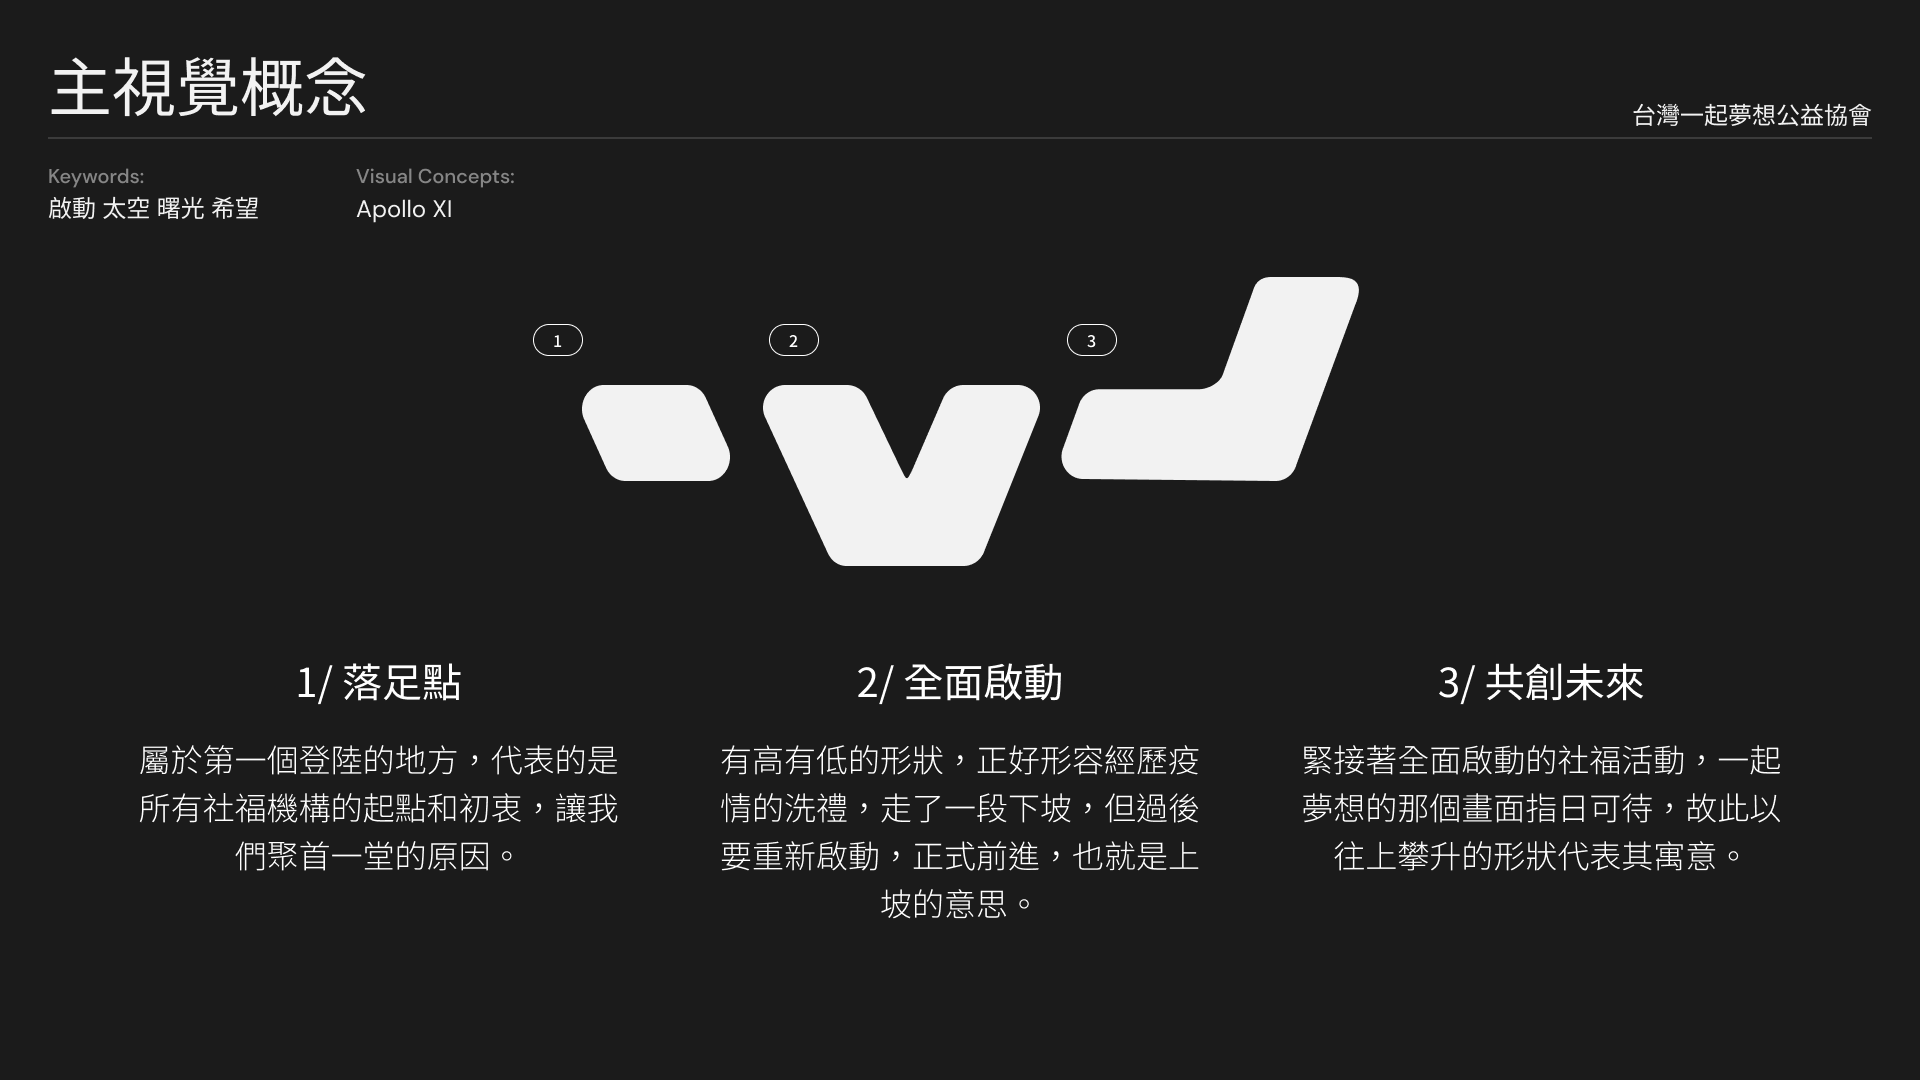 主視覺概念
台灣一起夢想公益協會
Keywords:
啟動 太空 曙光 希望
Visual Concepts:
Apollo XI
1
2
3
1/ 落足點
屬於第一個登陸的地方，代表的是
所有社福機構的起點和初衷，讓我
們聚首一堂的原因。
2/ 全面啟動
有高有低的形狀，正好形容經歷疫
情的洗禮，走了一段下坡，但過後
要重新啟動，正式前進，也就是上
坡的意思。
3/ 共創未來
緊接著全面啟動的社福活動，一起
夢想的那個畫面指日可待，故此以
往上攀升的形狀代表其寓意。